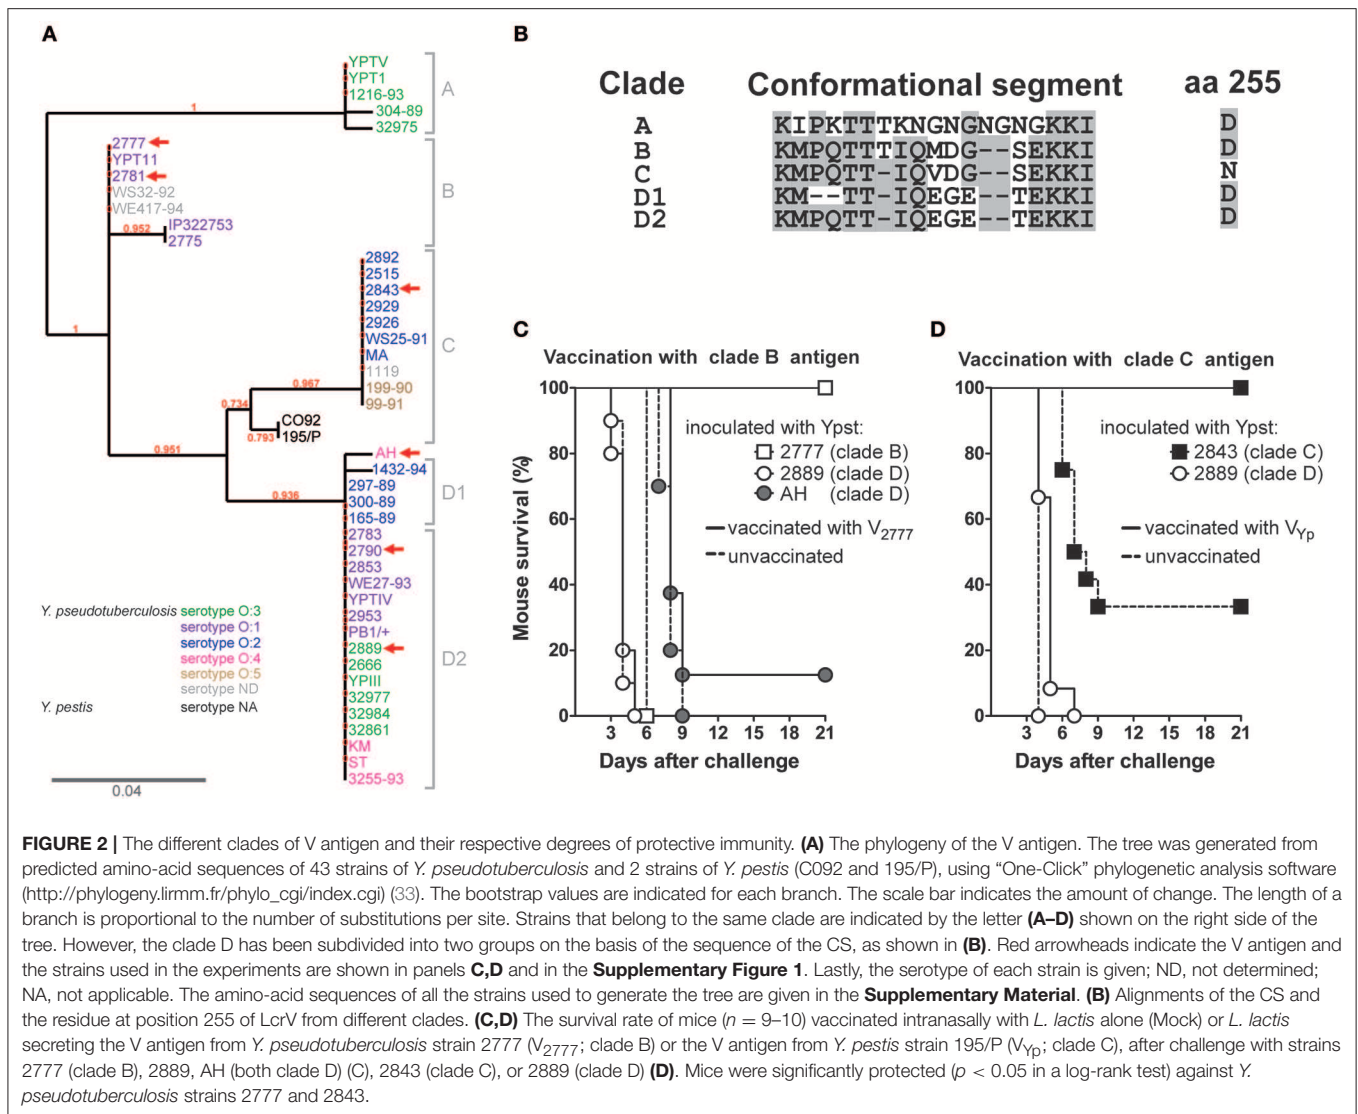 A
YPTV
YPT1
1216-93
304-89
32975
A
1
2777
YPT11
2781
WS32-92
WE417-94
IP322753
2775
0.952
B
1
2892
2515
2843
2929
2926
WS25-91
MA
1119
199-90
99-91
0.967
C
0.734
CO92
195/P
0.793
0.951
AH
1432-94
297-89
300-89
165-89
0.936
D1
2783
2790
2853
WE27-93
YPTIV
2953
PB1/+
2889
2666
YPIII
32977
32984
32861
KM
ST
3255-93
D2
Y. pseudotuberculosis serotype O:3
serotype O:1
serotype O:2
serotype O:4
serotype O:5
serotype ND
Y. pestis serotype NA
0.04
B
Clade Conformational segment aa 255
A KIPKTTTKNGNGNGNGKKI D
B KMPQTTTIQMDG--SEKKI D
C KMPQTT-IQVDG--SEKKI N
D1 KM--TT-IQEGE--TEKKI D
D2 KMPQTT-IQEGE--TEKKI D
C
Vaccination with clade B antigen
100
80
60
40
20
0
Mouse survival (%)
inoculated with Ypst:
2777 (clade B)
2889 (clade D)
AH (clade D)
vaccinated with V2777
unvaccinated
3 6 9 12 15 18 21
Days after challenge
D
Vaccination with clade C antigen
100
80
60
40
20
0
inoculated with Ypst:
2843 (clade C)
2889 (clade D)
vaccinated with VYp
unvaccinated
3 6 9 12 15 18 21
Days after challenge
FIGURE 2 | The different clades of V antigen and their respective degrees of protective immunity. (A) The phylogeny of the V antigen. The tree was generated from
predicted amino-acid sequences of 43 strains of Y. pseudotuberculosis and 2 strains of Y. pestis (C092 and 195/P), using “One-Click” phylogenetic analysis software
(http://phylogeny.lirmm.fr/phylo_cgi/index.cgi) (33). The bootstrap values are indicated for each branch. The scale bar indicates the amount of change. The length of a
branch is proportional to the number of substitutions per site. Strains that belong to the same clade are indicated by the letter (A–D) shown on the right side of the
tree. However, the clade D has been subdivided into two groups on the basis of the sequence of the CS, as shown in (B). Red arrowheads indicate the V antigen and
the strains used in the experiments are shown in panels C,D and in the Supplementary Figure 1. Lastly, the serotype of each strain is given; ND, not determined;
NA, not applicable. The amino-acid sequences of all the strains used to generate the tree are given in the Supplementary Material. (B) Alignments of the CS and
the residue at position 255 of LcrV from different clades. (C,D) The survival rate of mice (n = 9–10) vaccinated intranasally with L. lactis alone (Mock) or L. lactis
secreting the V antigen from Y. pseudotuberculosis strain 2777 (V2777; clade B) or the V antigen from Y. pestis strain 195/P (VYp; clade C), after challenge with strains
2777 (clade B), 2889, AH (both clade D) (C), 2843 (clade C), or 2889 (clade D) (D). Mice were significantly protected (p < 0.05 in a log-rank test) against Y.
pseudotuberculosis strains 2777 and 2843.